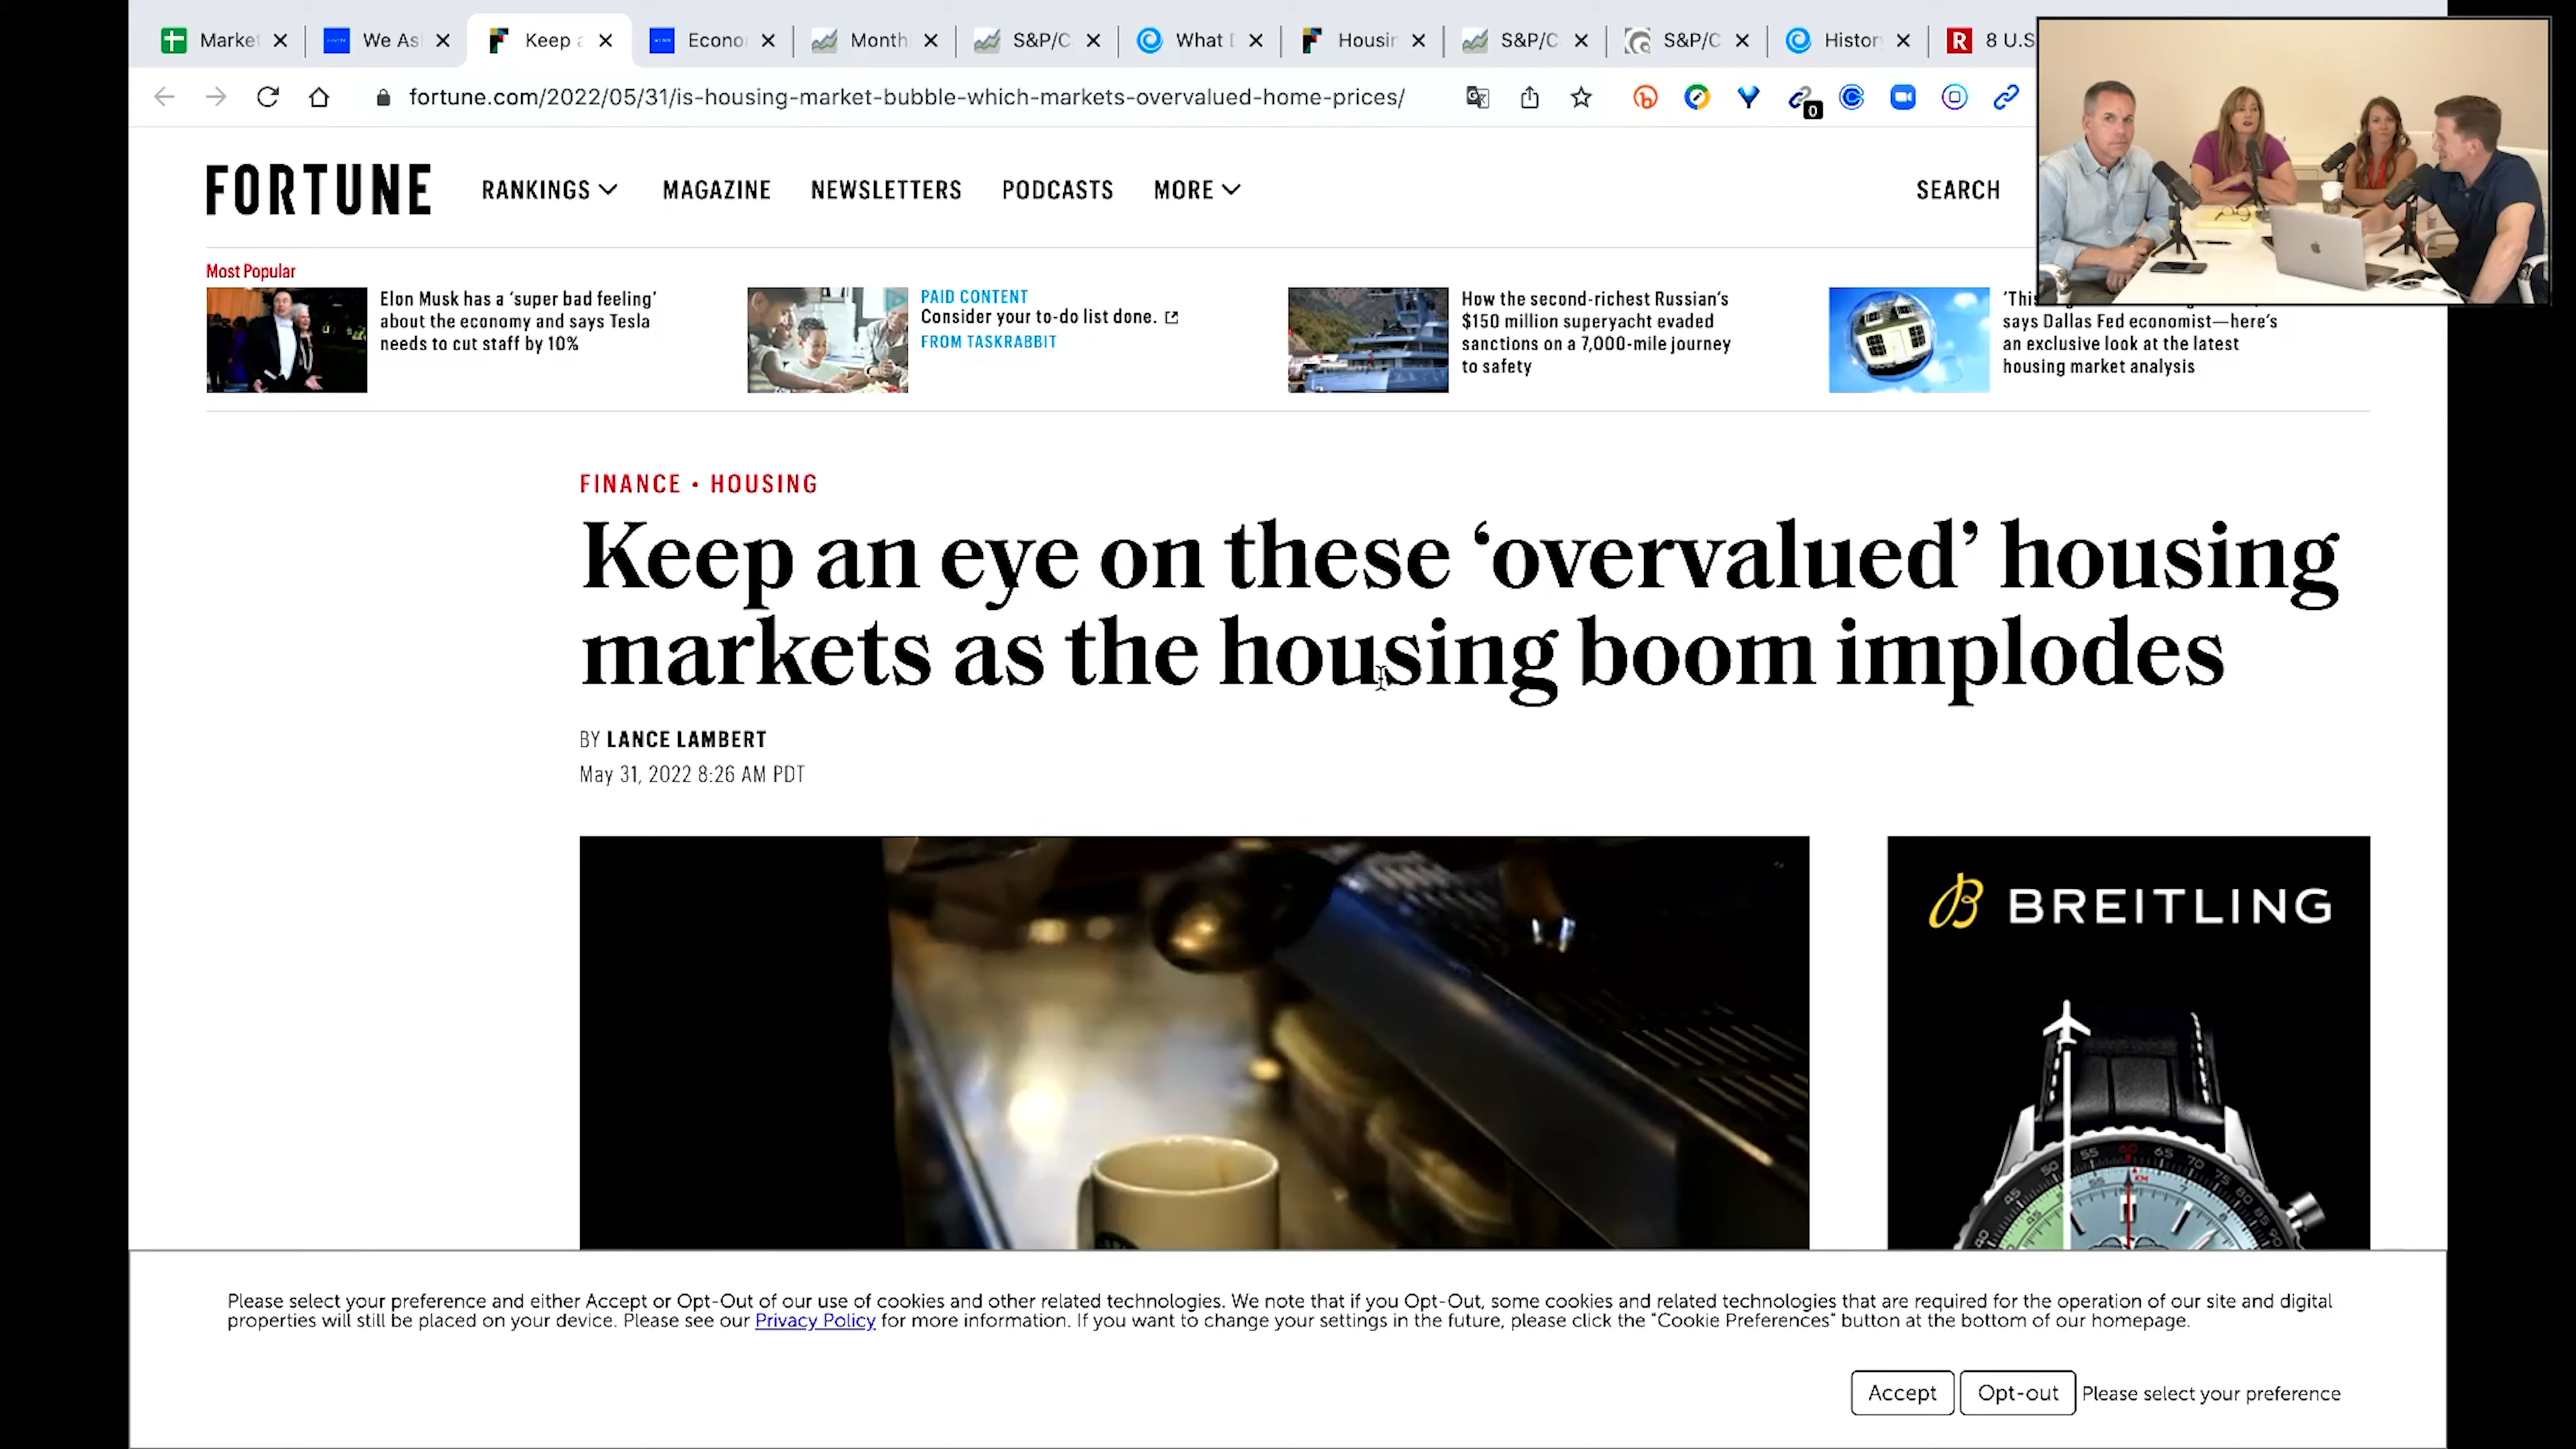 Market
We As
Keep a
Econo
Month
S&P/C
What D
Housin
S&P/C
S&P/C
History
R
8 U.S
fortune.com/2022/05/31/is-housing-market-bubble-which-markets-overvalued-home-prices/
0
FORTUNE
RANKINGS
MAGAZINE
NEWSLETTERS
PODCASTS
MORE
SEARCH
Most Popular
Elon Musk has a ‘super bad feeling’
about the economy and says Tesla
needs to cut staff by 10%
PAID CONTENT
Consider your to-do list done.
FROM TASKRABBIT
How the second-richest Russian’s
$150 million superyacht evaded
sanctions on a 7,000-mile journey
to safety
‘This
says Dallas Fed economist—here’s
an exclusive look at the latest
housing market analysis
FINANCE · HOUSING
Keep an eye on these ‘overvalued’ housing
markets as the housing boom implodes
BY LANCE LAMBERT
May 31, 2022 8:26 AM PDT
B BREITLING
Please select your preference and either Accept or Opt-Out of our use of cookies and other related technologies. We note that if you Opt-Out, some cookies and related technologies that are required for the operation of our site and digital
properties will still be placed on your device. Please see our Privacy Policy for more information. If you want to change your settings in the future, please click the "Cookie Preferences" button at the bottom of our homepage.
Accept
Opt-out
Please select your preference